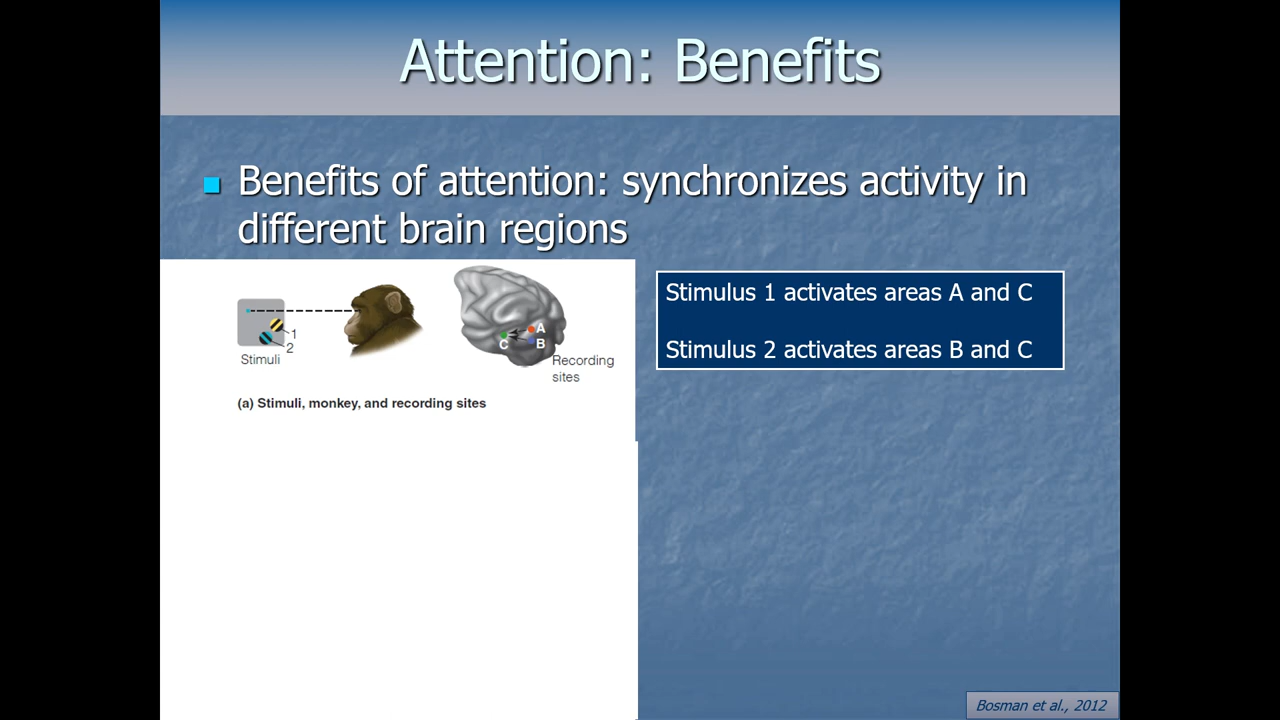 Attention: Benefits
Benefits of attention: synchronizes activity in
different brain regions
Stimulus 1 activates areas A and C
Stimulus 2 activates areas B and C
1
2
Stimuli
A
B
C
Recording
sites
(a) Stimuli, monkey, and recording sites
Bosman et al., 2012